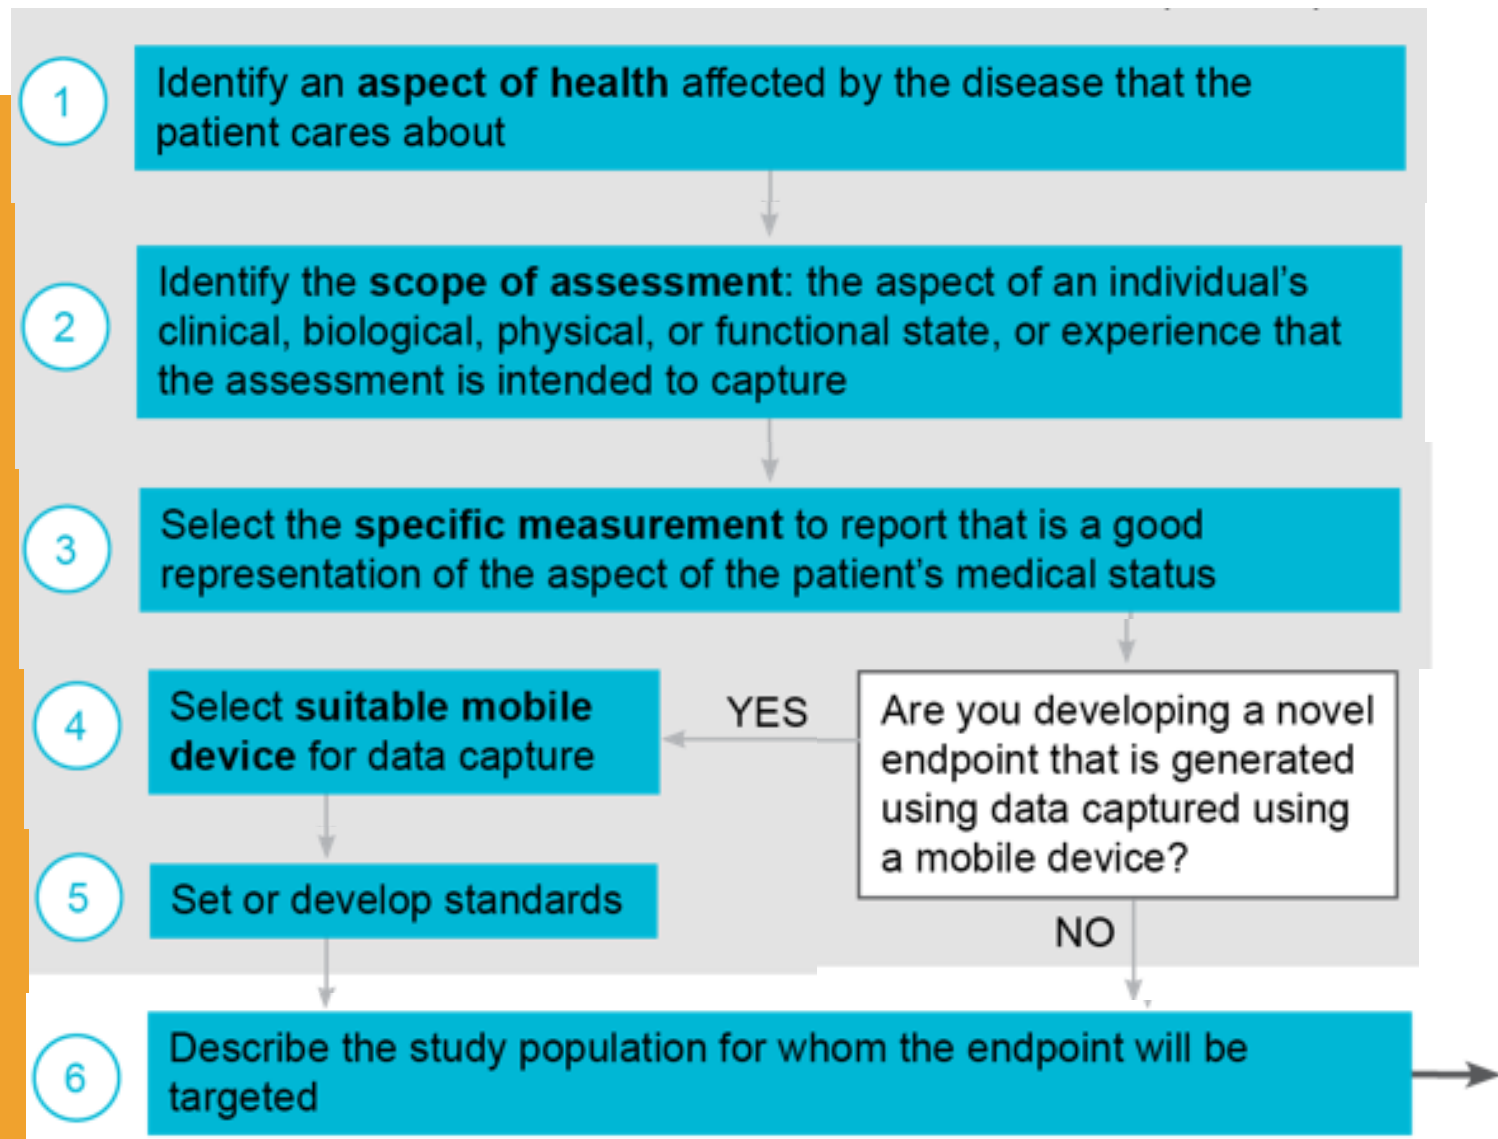 1
Identify an aspect of health affected by the disease that the
patient cares about
2
Identify the scope of assessment: the aspect of an individual's
clinical, biological, physical, or functional state, or experience that
the assessment is intended to capture
3
Select the specific measurement to report that is a good
representation of the aspect of the patient's medical status
4
Select suitable mobile
device for data capture
YES
Are you developing a novel
endpoint that is generated
using data captured using
a mobile device?
5
Set or develop standards
NO
6
Describe the study population for whom the endpoint will be
targeted